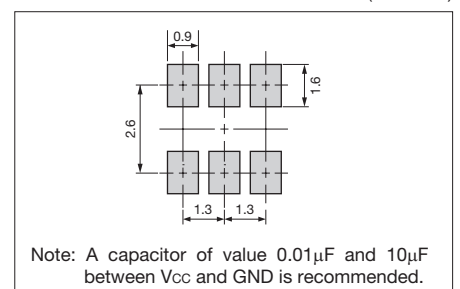 0.9
1.6
2.6
1.3 1.3
Note: A capacitor of value 0.01µF and 10µF
between Vcc and GND is recommended.